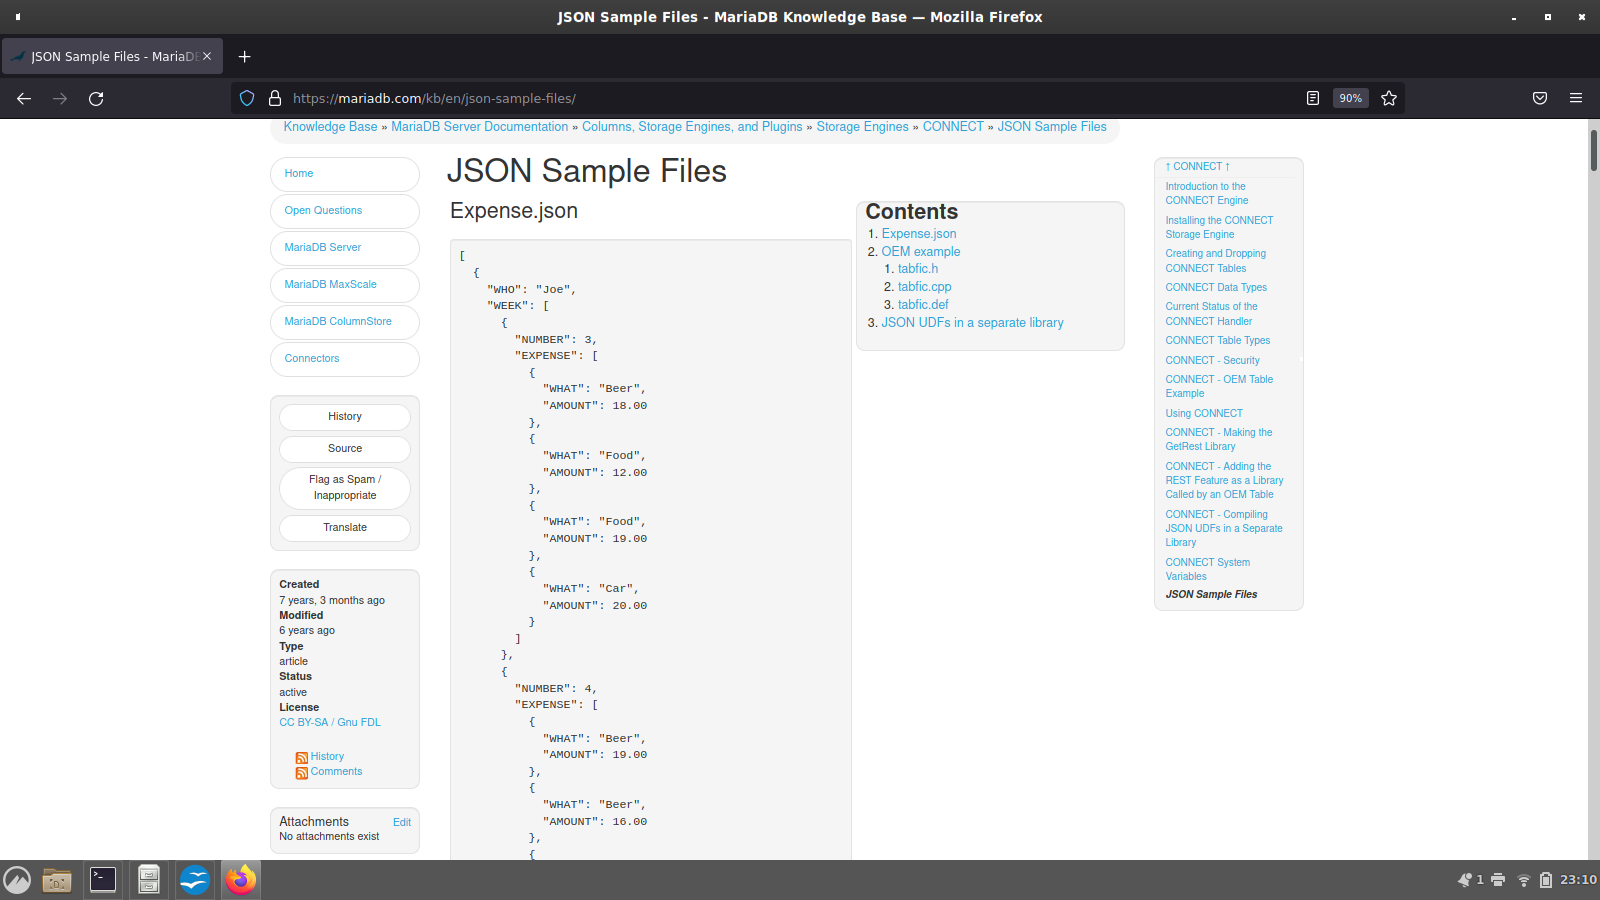 JSON Sample Files - MariaDB Knowledge Base — Mozilla Firefox
JSON Sample Files - MariaDB
https://mariadb.com/kb/en/json-sample-files/
90%
Knowledge Base » MariaDB Server Documentation » Columns, Storage Engines, and Plugins » Storage Engines » CONNECT » JSON Sample Files
Home
Open Questions
MariaDB Server
MariaDB MaxScale
MariaDB ColumnStore
Connectors
History
Source
Flag as Spam /
Inappropriate
Translate
Created
7 years, 3 months ago
Modified
6 years ago
Type
article
Status
active
License
CC BY-SA / Gnu FDL
History
Comments
Attachments
Edit
No attachments exist
JSON Sample Files
Expense.json
[
{
"WHO": "Joe",
"WEEK": [
{
"NUMBER": 3,
"EXPENSE": [
{
"WHAT": "Beer",
"AMOUNT": 18.00
},
{
"WHAT": "Food",
"AMOUNT": 12.00
},
{
"WHAT": "Food",
"AMOUNT": 19.00
},
{
"WHAT": "Car",
"AMOUNT": 20.00
}
]
},
{
"NUMBER": 4,
"EXPENSE": [
{
"WHAT": "Beer",
"AMOUNT": 19.00
},
{
"WHAT": "Beer",
"AMOUNT": 16.00
},
{
Contents
1. Expense.json
2. OEM example
1. tabfic.h
2. tabfic.cpp
3. tabfic.def
3. JSON UDFs in a separate library
↑ CONNECT ↑
Introduction to the
CONNECT Engine
Installing the CONNECT
Storage Engine
Creating and Dropping
CONNECT Tables
CONNECT Data Types
Current Status of the
CONNECT Handler
CONNECT Table Types
CONNECT - Security
CONNECT - OEM Table
Example
Using CONNECT
CONNECT - Making the
GetRest Library
CONNECT - Adding the
REST Feature as a Library
Called by an OEM Table
CONNECT - Compiling
JSON UDFs in a Separate
Library
CONNECT System
Variables
JSON Sample Files
1
23:10